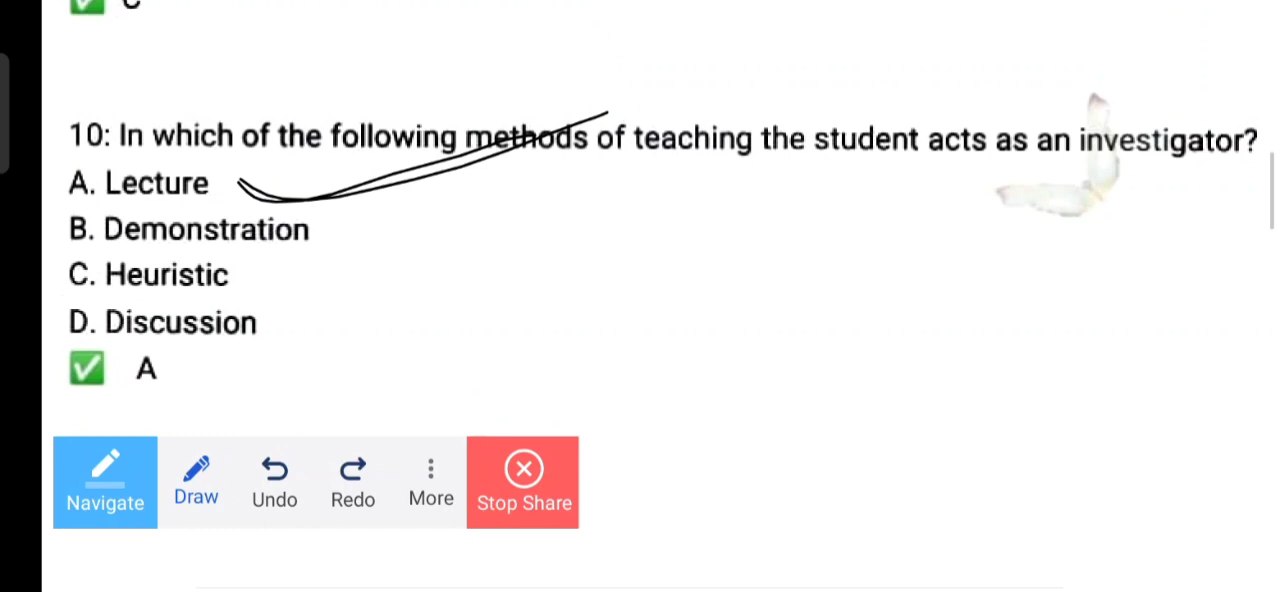 10: In which of the following methods of teaching the student acts as an investigator?
A. Lecture
B. Demonstration
C. Heuristic
D. Discussion
✅ A
Navigate Draw Undo Redo More Stop Share